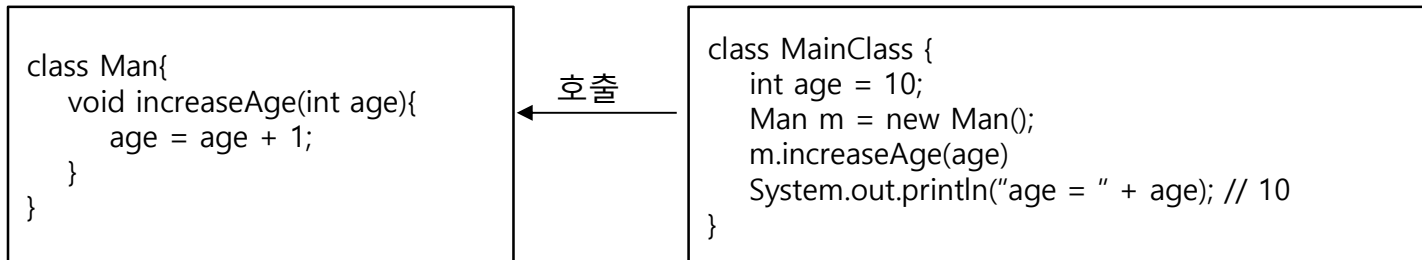 class Man{
void increaseAge(int age){
age = age + 1;
}
}
호출
class MainClass {
int age = 10;
Man m = new Man();
m.increaseAge(age)
System.out.println(“age = “ + age); // 10
}